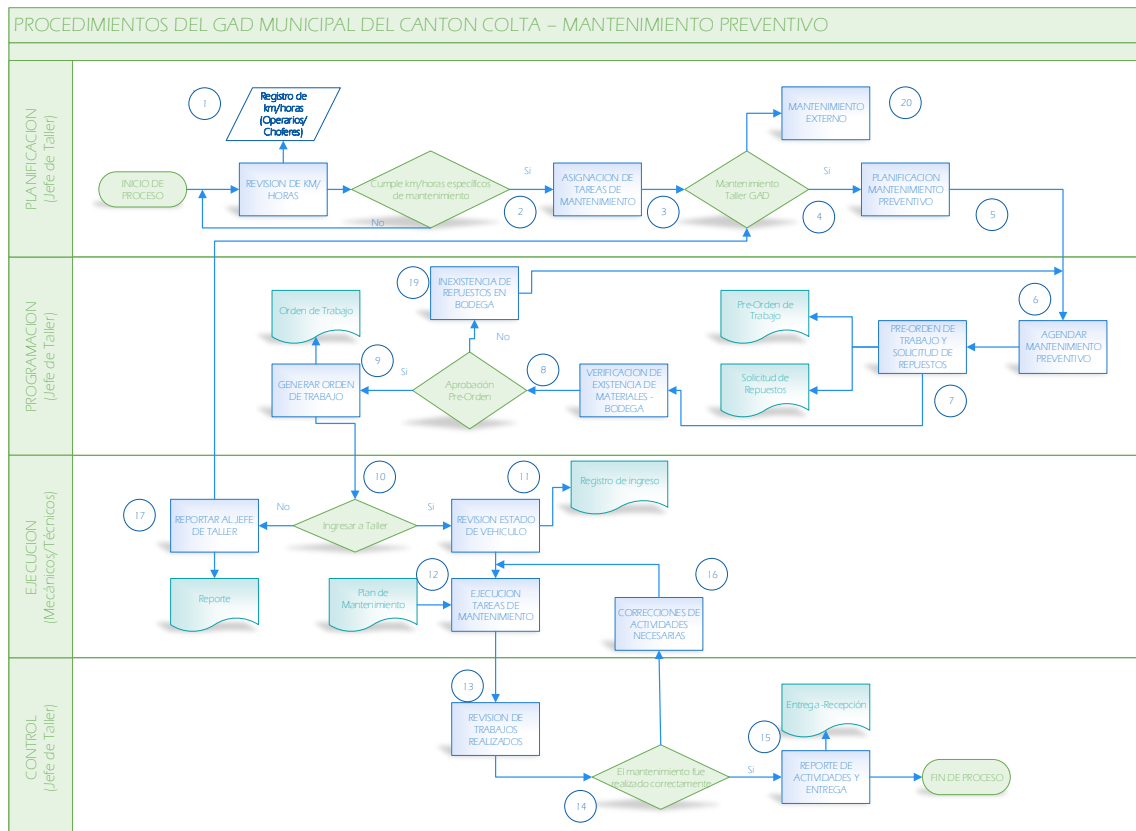 PROCEDIMIENTOS DEL GAD MUNICIPAL DEL CANTON COLTA – MANTENIMIENTO PREVENTIVO
PLANIFICACION
(Jefe de Taller)
1
Registro de
km/horas
(Operarios/
Choferes)
INICIO DE
PROCESO
REVISION DE KM/
HORAS
Cumple km/horas específicos
de mantenimiento
No
Si
2
ASIGNACION DE
TAREAS DE
MANTENIMIENTO
3
Mantenimiento
Taller GAD
MANTENIMIENTO
EXTERNO
20
Si
4
PLANIFICACION
MANTENIMIENTO
PREVENTIVO
5
PROGRAMACION
(Jefe de Taller)
6
AGENDAR
MANTENIMIENTO
PREVENTIVO
PRE-ORDEN DE
TRABAJO Y
SOLICITUD DE
REPUESTOS
7
Pre-Orden de
Trabajo
Solicitud de
Repuestos
VERIFICACION DE
EXISTENCIA DE
MATERIALES -
BODEGA
8
Aprobación
Pre-Orden
No
19
INEXISTENCIA DE
REPUESTOS EN
BODEGA
Si
9
GENERAR ORDEN
DE TRABAJO
Orden de Trabajo
EJECUCION
(Mecánicos/Técnicos)
10
Ingresar a Taller
No
17
REPORTAR AL JEFE
DE TALLER
Reporte
Si
11
REVISION ESTADO
DE VEHICULO
Registro de ingreso
12
Plan de
Mantenimiento
EJECUCION
TAREAS DE
MANTENIMIENTO
16
CORRECCIONES DE
ACTIVIDADES
NECESARIAS
CONTROL
(Jefe de Taller)
13
REVISION DE
TRABAJOS
REALIZADOS
El mantenimiento fue
realizado correctamente
14
Si
15
Entrega -Recepción
REPORTE DE
ACTIVIDADES Y
ENTREGA
FIN DE PROCESO